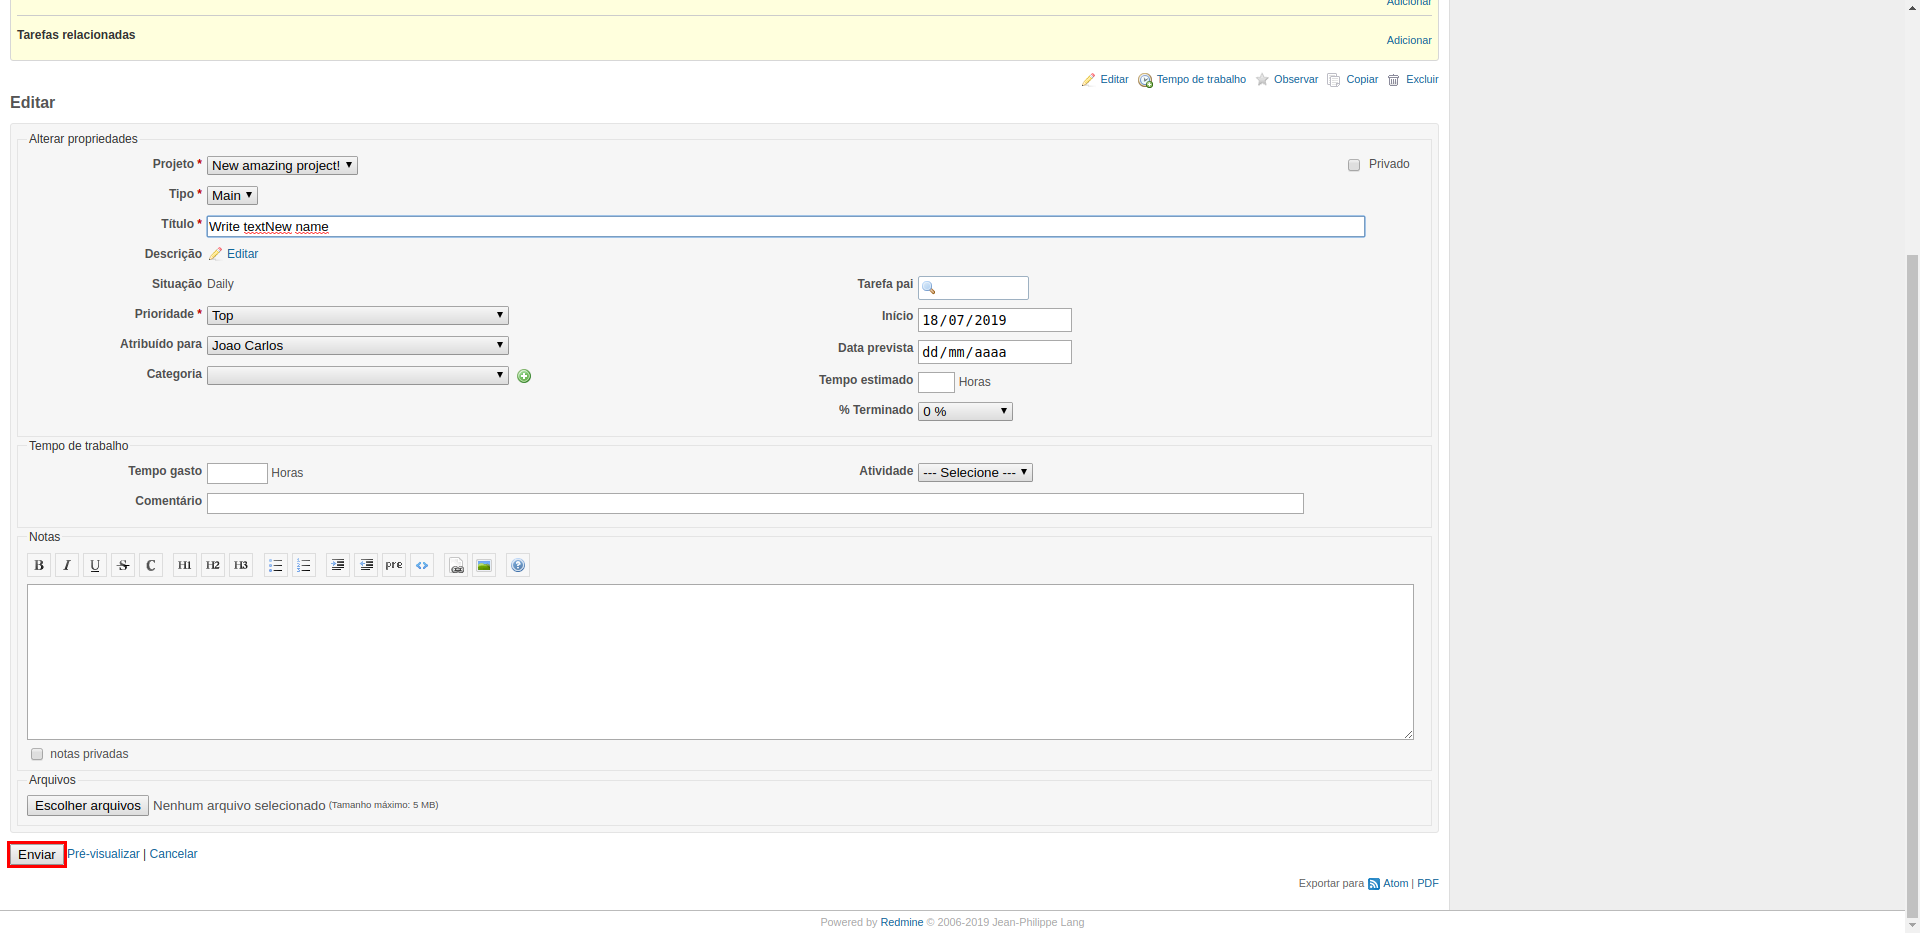 Adicionar
Tarefas relacionadas
Adicionar
Editar Tempo de trabalho Observar Copiar Excluir
Editar
Alterar propriedades
Projeto * New amazing project! Privado
Tipo * Main
Título * Write textNew name
Descrição Editar
Situação Daily Tarefa pai
Prioridade * Top Início 18/07/2019
Atribuído para Joao Carlos Data prevista dd/mm/aaaa
Categoria Tempo estimado Horas
% Terminado 0 %
Tempo de trabalho
Tempo gasto Horas Atividade --- Selecione ---
Comentário
Notas
B I U S C H1 H2 H3 pre <>
notas privadas
Arquivos
Escolher arquivos Nenhum arquivo selecionado (Tamanho máximo: 5 MB)
Enviar Pré-visualizar | Cancelar
Exportar para Atom | PDF
Powered by Redmine © 2006-2019 Jean-Philippe Lang